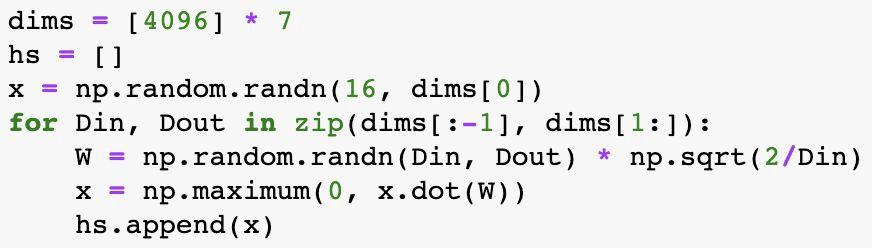 dims = [4096] * 7
hs = []
x = np.random.randn(16, dims[0])
for Din, Dout in zip(dims[:-1], dims[1:]):
    W = np.random.randn(Din, Dout) * np.sqrt(2/Din)
    x = np.maximum(0, x.dot(W))
    hs.append(x)